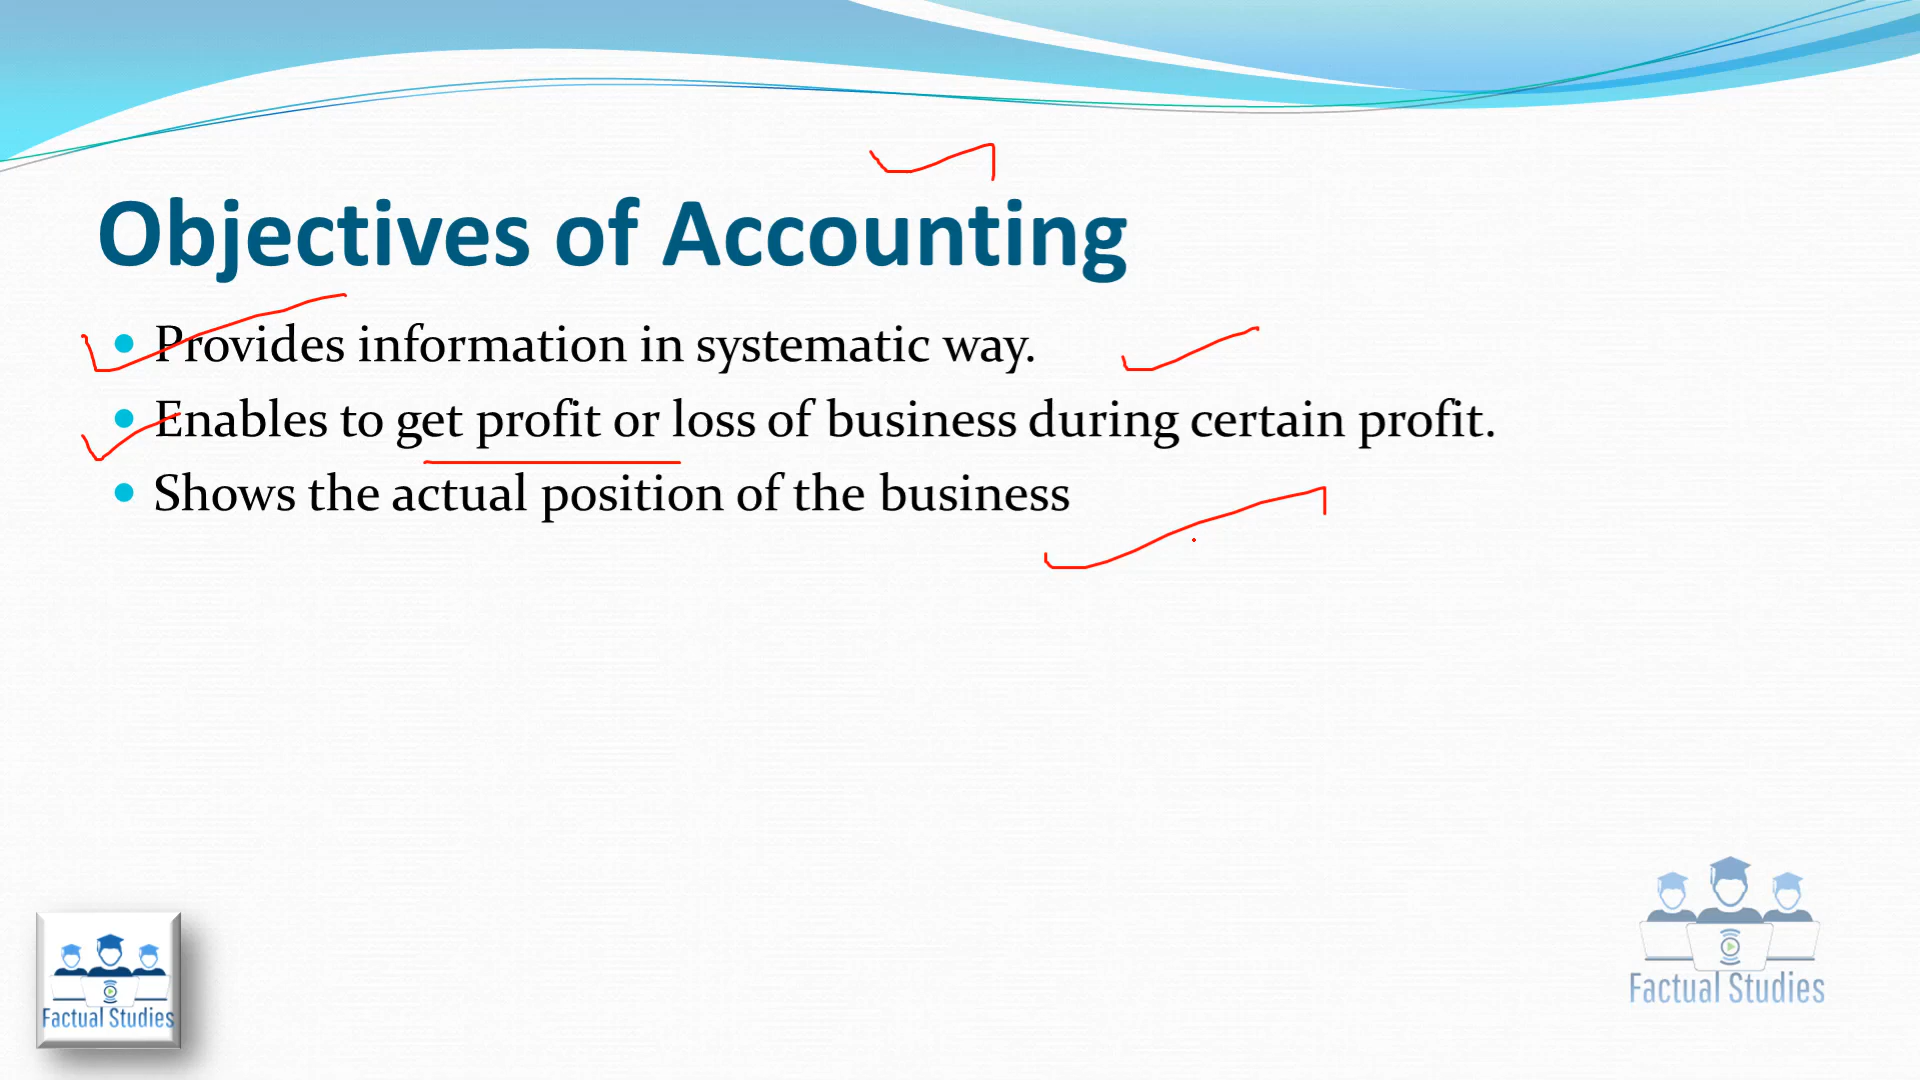 Objectives of Accounting
Provides information in systematic way.
Enables to get profit or loss of business during certain profit.
Shows the actual position of the business
Factual Studies
Factual Studies